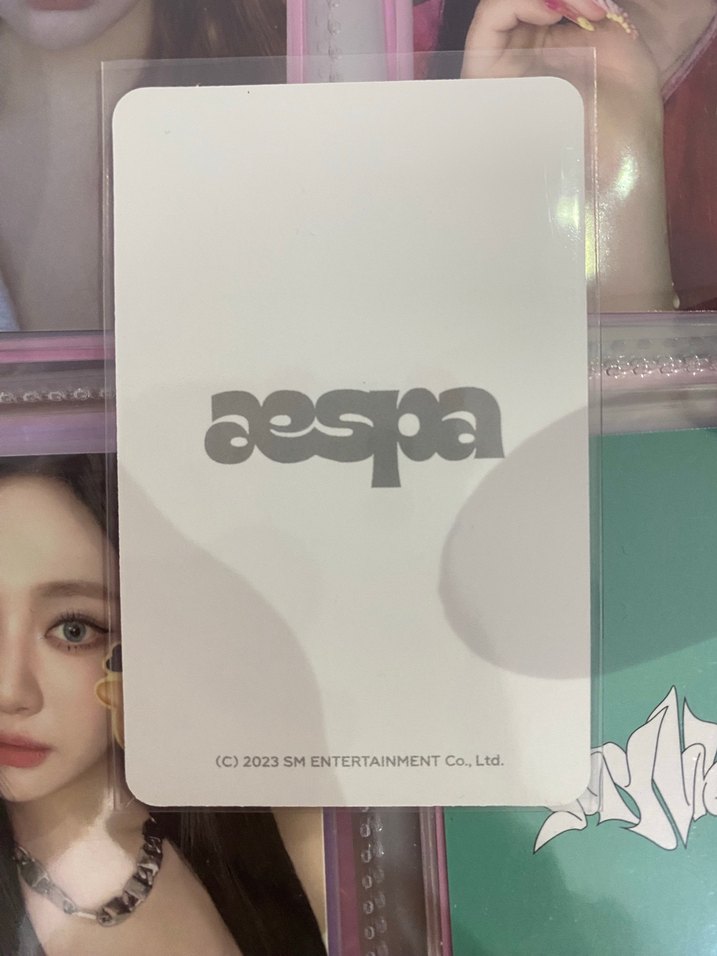 aespa
(C) 2023 SM ENTERTAINMENT Co., Ltd.